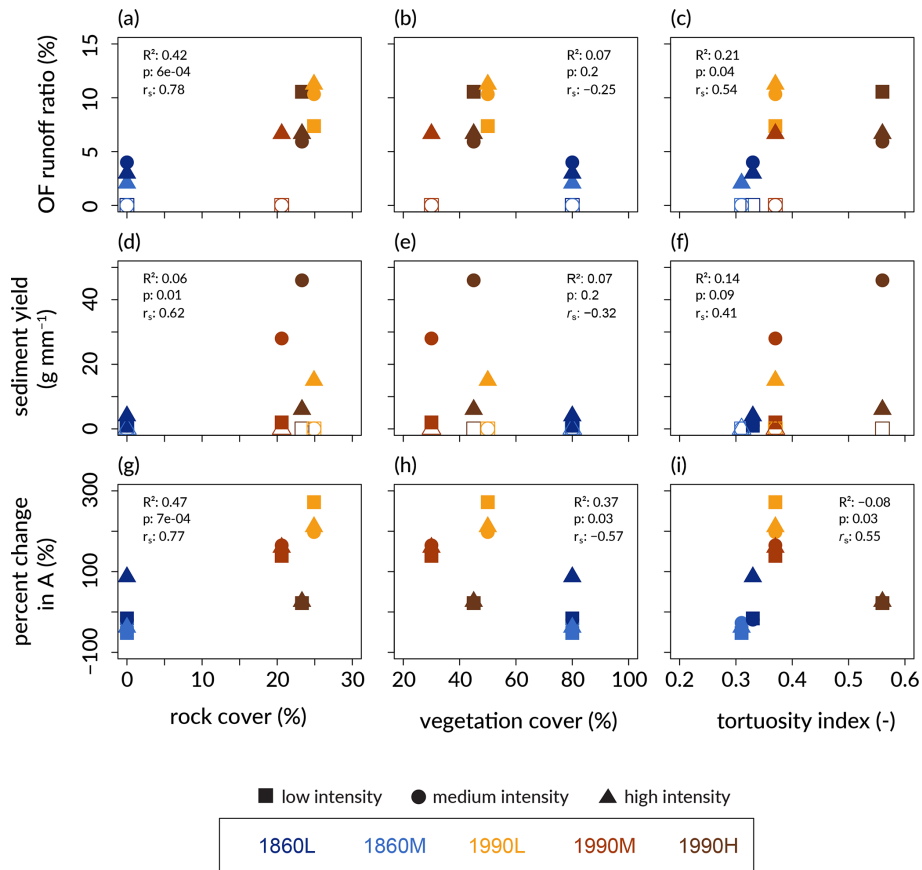 (a) (b) (c)
OF runoff ratio (%)
15
10
5
0
R²: 0.42
p: 6e-04
rₛ: 0.78
R²: 0.07
p: 0.2
rₛ: −0.25
R²: 0.21
p: 0.04
rₛ: 0.54
(d) (e) (f)
sediment yield
(g mm⁻¹)
40
20
0
R²: 0.06
p: 0.01
rₛ: 0.62
R²: 0.07
p: 0.2
rₛ: −0.32
R²: 0.14
p: 0.09
rₛ: 0.41
(g) (h) (i)
percent change
in A (%)
300
100
−100
R²: 0.47
p: 7e-04
rₛ: 0.77
R²: 0.37
p: 0.03
rₛ: −0.57
R²: −0.08
p: 0.03
rₛ: 0.55
0 10 20 30
20 40 60 80 100
0.2 0.3 0.4 0.5 0.6
rock cover (%)
vegetation cover (%)
tortuosity index (-)
low intensity medium intensity high intensity
1860L 1860M 1990L 1990M 1990H